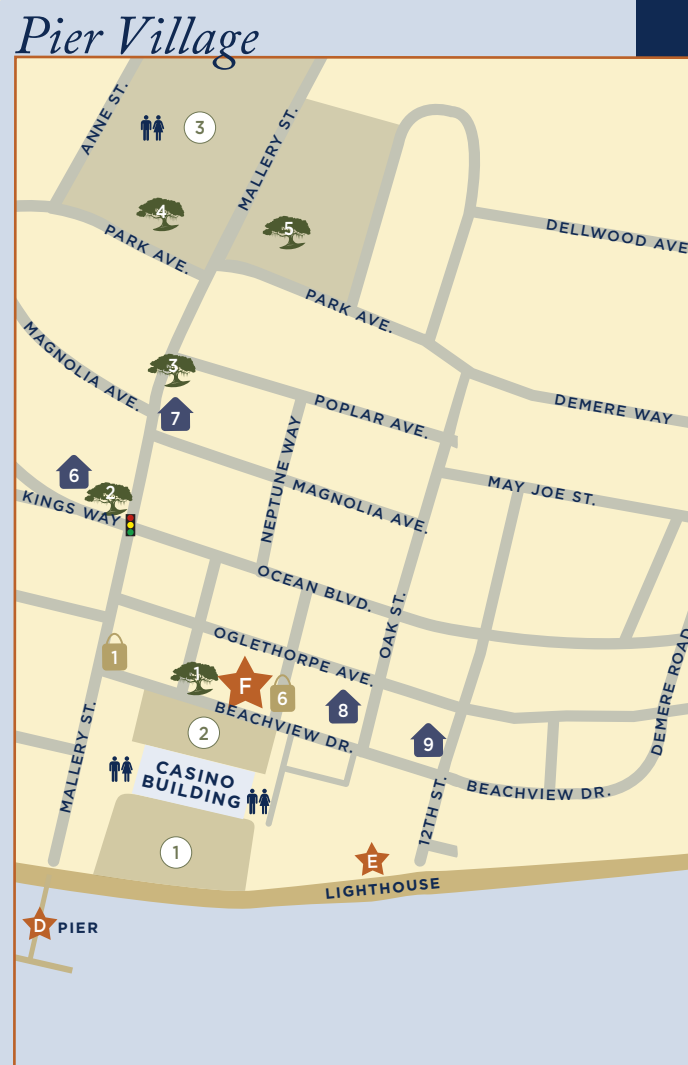 Pier Village
ANNE ST.
3
MALLERY ST.
4
5
PARK AVE.
DELLWOOD AVE
PARK AVE.
MAGNOLIA AVE.
3
7
POPLAR AVE.
DEMERE WAY
NEPTUNE WAY
6
2
KINGS WAY
MAGNOLIA AVE.
MAY JOE ST.
OCEAN BLVD.
OAK ST.
1
OGLETHORPE AVE.
1
F
6
8
DEMERE ROAD
BEACHVIEW DR.
2
9
MALLERY ST.
CASINO
BUILDING
BEACHVIEW DR.
12TH ST.
1
E
LIGHTHOUSE
D
PIER